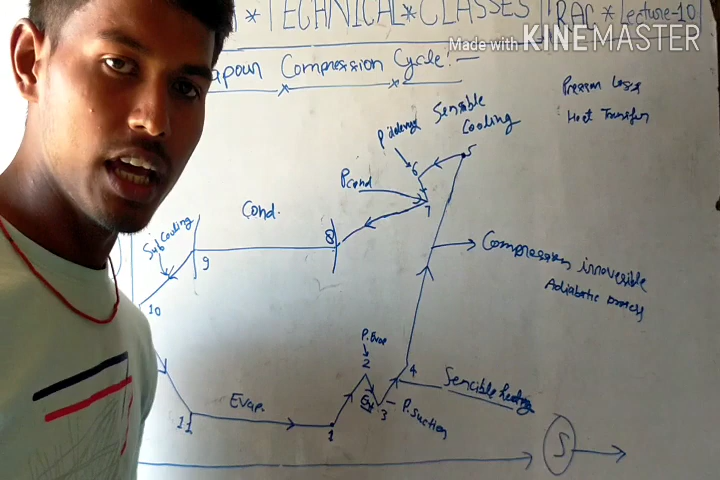 * TECHNICAL * CLASSES RAC * Lecture-10
Made with KINEMASTER
apour Compression Cycle:-
Pressure Loss
Heat Transfer
Sensible
Cooling
5
6
Pcond
7
Cond.
8
Sub Cooling
9
10
Compression irreversible
Adiabatic process
P. Evap
2
4
Sencible heating
3
P. Suction
11
Evap.
1
S